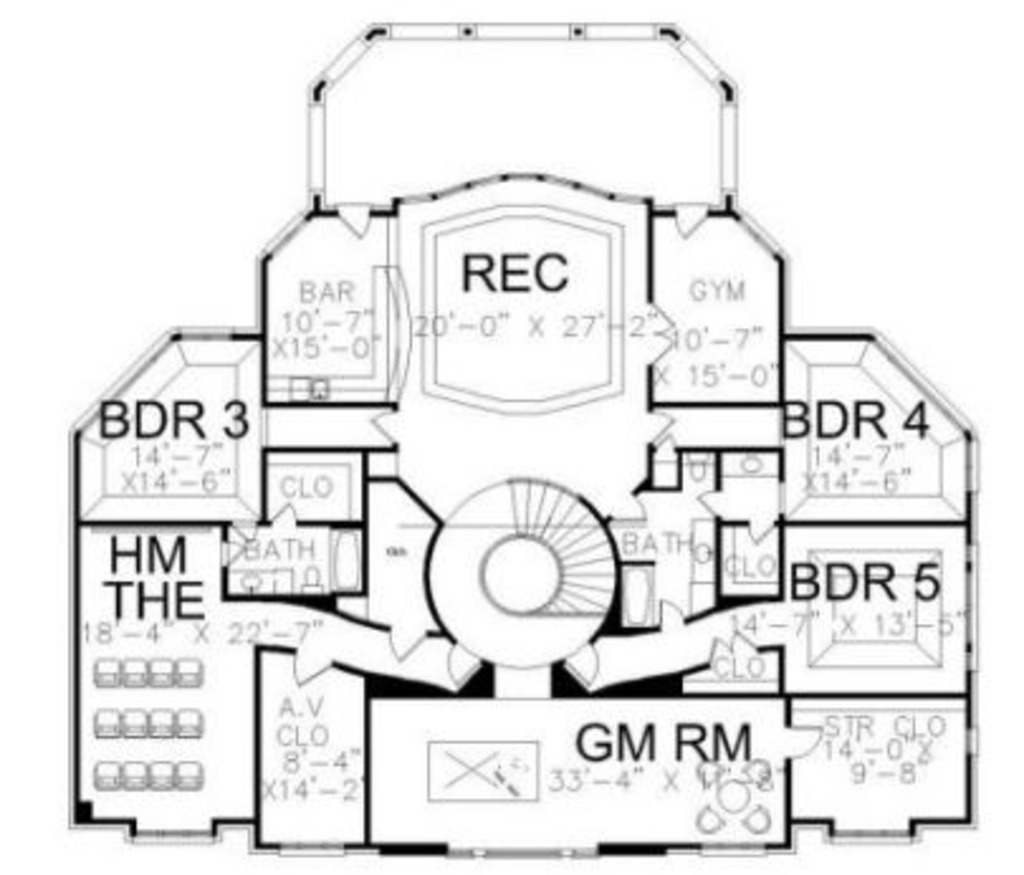 REC
20'-0" X 27'-2"
BAR
10'-7"
X15'-0"
GYM
10'-7"
X 15'-0"
BDR 3
14'-7"
X14'-6"
BDR 4
14'-7"
X14'-6"
CLO
BATH
BATH
CLO
HM
THE
18'-4" X 22'-7"
BDR 5
14'-7" X 13'-5"
CLO
A.V
CLO
8'-4"
X14'-2"
GM RM
33'-4" X
STR CLO
14'-0"X
9'-8"